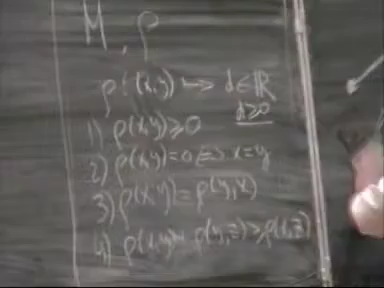 M, ρ
ρ: (x,y) ↦ d ∈ ℝ
d ≥ 0
1) ρ(x,y) ≥ 0
2) ρ(x,y) = 0 ⇔ x = y
3) ρ(x,y) = ρ(y,x)
4) ρ(x,y) + ρ(y,z) ≥ ρ(x,z)